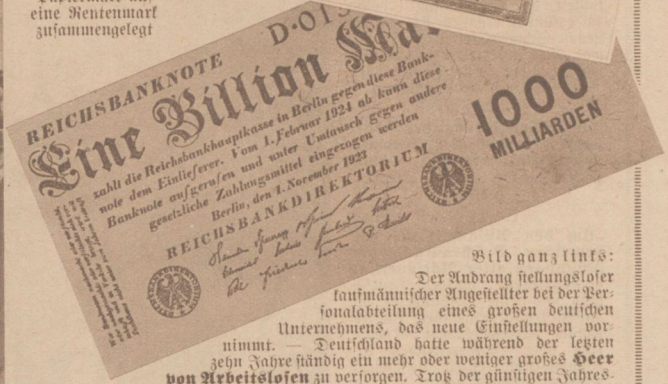 eine Rentenmark
zusammengelegt
D·01
REICHSBANKNOTE
Eine Billion Mark
zahlt die Reichsbankhauptkasse in Berlin gegen diese Bank-
note dem Einlieferer. Vom 1. Februar 1924 ab kann diese
Banknote aufgerufen und unter Umtausch gegen andere
gesetzliche Zahlungsmittel eingezogen werden
Berlin, den 1. November 1923
REICHSBANKDIREKTORIUM
1000
MILLIARDEN
Bild ganz links:
Der Andrang stellungsloser
kaufmännischer Angestellter bei der Per-
sonalabteilung eines großen deutschen
Unternehmens, das neue Einstellungen vor-
nimmt. — Deutschland hatte während der letzten
zehn Jahre ständig ein mehr oder weniger großes Heer
von Arbeitslosen zu versorgen. Trotz der günstigen Jahres-